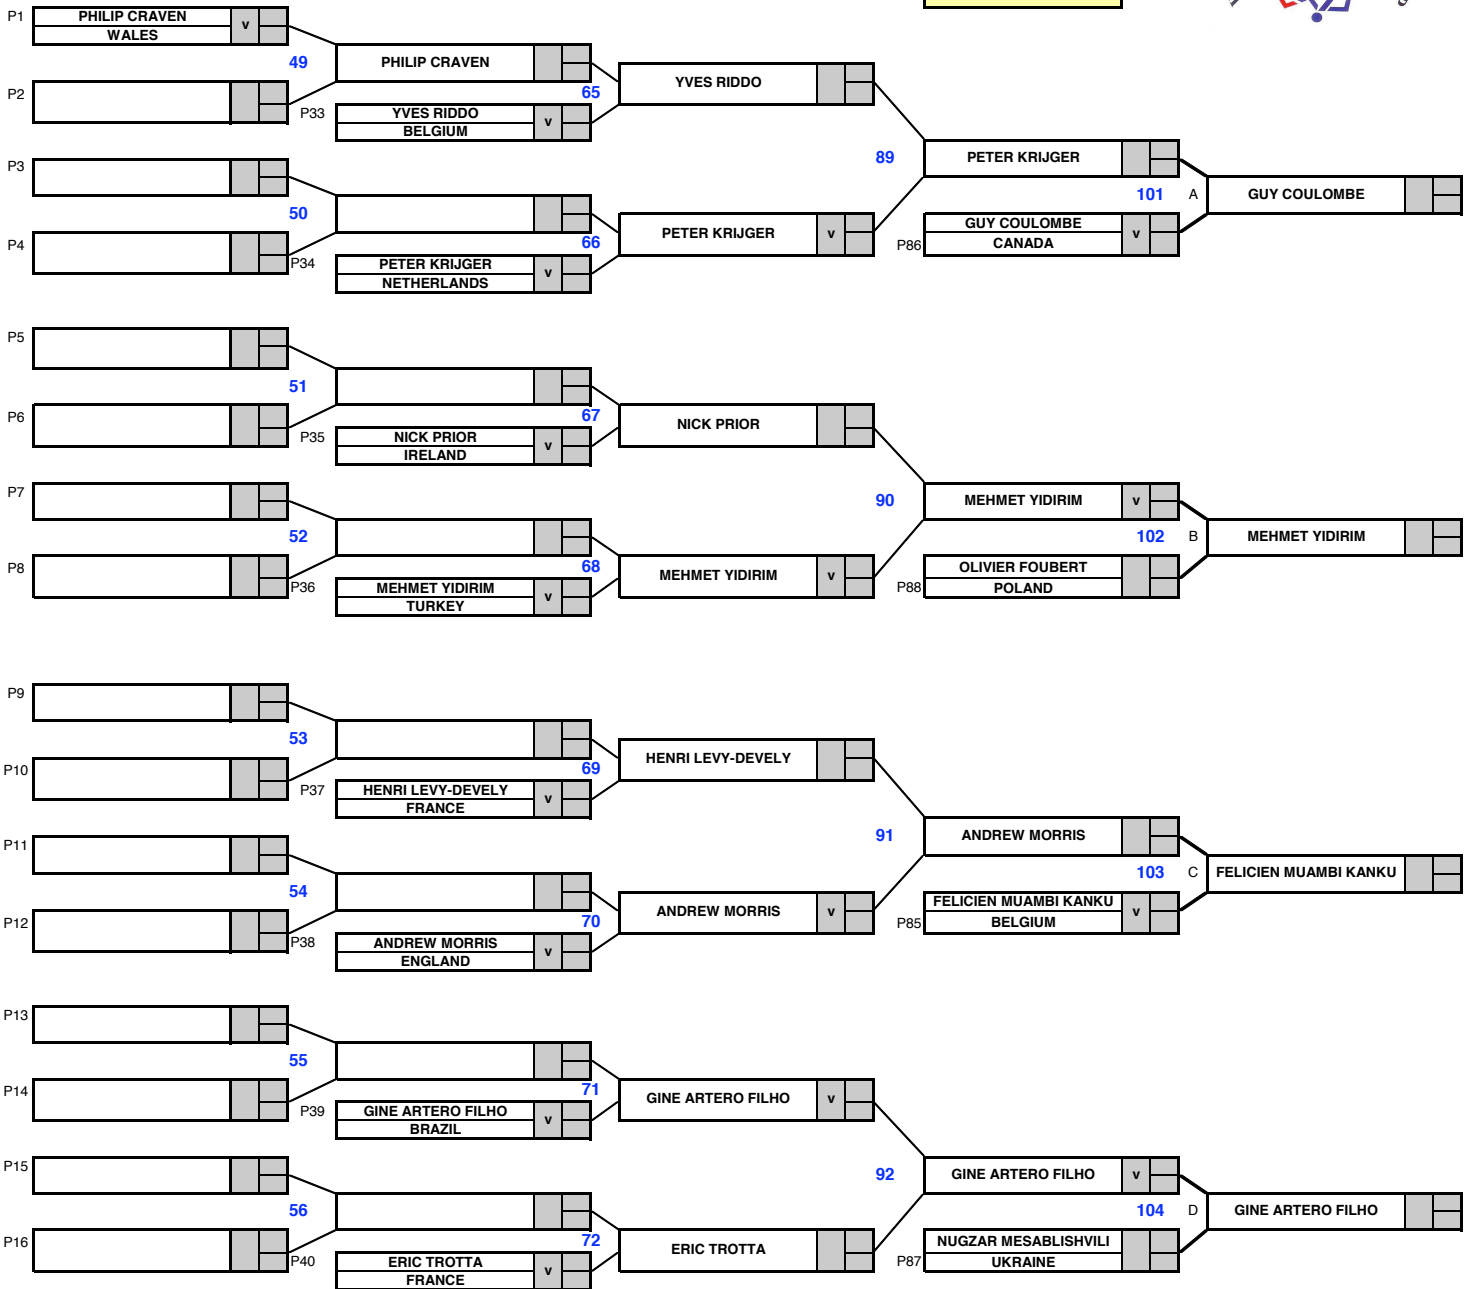 P1
PHILIP CRAVEN
v
WALES
49
PHILIP CRAVEN
P2
65
YVES RIDDO
P33
YVES RIDDO
v
BELGIUM
P3
89
PETER KRIJGER
50
101
A
GUY COULOMBE
P4
66
PETER KRIJGER
v
P34
PETER KRIJGER
v
NETHERLANDS
P86
GUY COULOMBE
v
CANADA
P5
51
P6
67
NICK PRIOR
P35
NICK PRIOR
v
IRELAND
P7
90
MEHMET YIDIRIM
v
52
102
B
MEHMET YIDIRIM
P8
68
MEHMET YIDIRIM
v
P36
MEHMET YIDIRIM
v
TURKEY
P88
OLIVIER FOUBERT
POLAND
P9
53
P10
69
HENRI LEVY-DEVELY
P37
HENRI LEVY-DEVELY
v
FRANCE
P11
91
ANDREW MORRIS
54
103
C
FELICIEN MUAMBI KANKU
P12
70
ANDREW MORRIS
v
P38
ANDREW MORRIS
v
ENGLAND
P85
FELICIEN MUAMBI KANKU
v
BELGIUM
P13
55
P14
71
GINE ARTERO FILHO
v
P39
GINE ARTERO FILHO
v
BRAZIL
P15
92
GINE ARTERO FILHO
v
56
104
D
GINE ARTERO FILHO
P16
72
ERIC TROTTA
P40
ERIC TROTTA
v
FRANCE
P87
NUGZAR MESABLISHVILI
UKRAINE